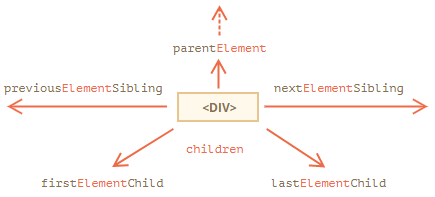 parentElement
previousElementSibling
nextElementSibling
<DIV>
children
firstElementChild
lastElementChild